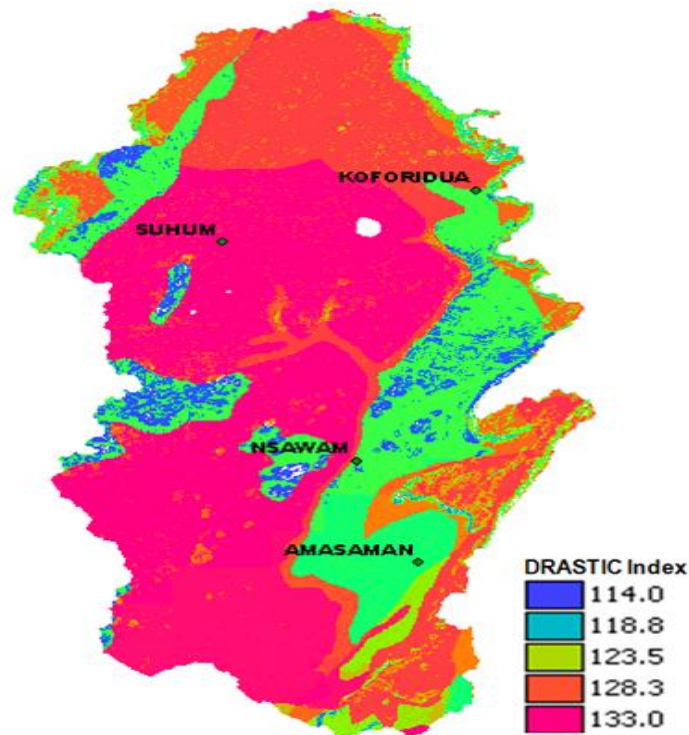 KOFORIDUA
SUHUM
NSAWAM
AMASAMAN
DRASTIC Index
114.0
118.8
123.5
128.3
133.0